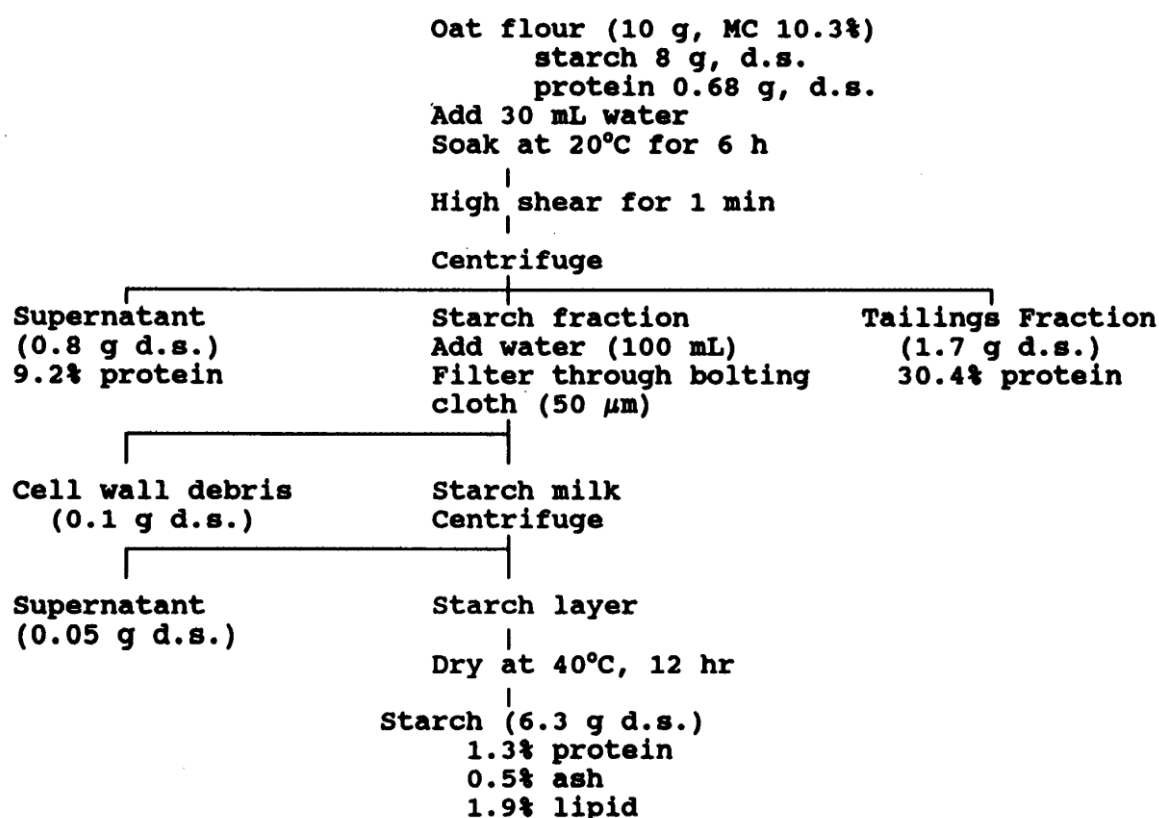 Oat flour (10 g, MC 10.3%)
starch 8 g, d.s.
protein 0.68 g, d.s.
Add 30 mL water
Soak at 20°C for 6 h
High shear for 1 min
Centrifuge
Supernatant
(0.8 g d.s.)
9.2% protein
Starch fraction
Add water (100 mL)
Filter through bolting
cloth (50 μm)
Tailings Fraction
(1.7 g d.s.)
30.4% protein
Cell wall debris
(0.1 g d.s.)
Starch milk
Centrifuge
Supernatant
(0.05 g d.s.)
Starch layer
Dry at 40°C, 12 hr
Starch (6.3 g d.s.)
1.3% protein
0.5% ash
1.9% lipid